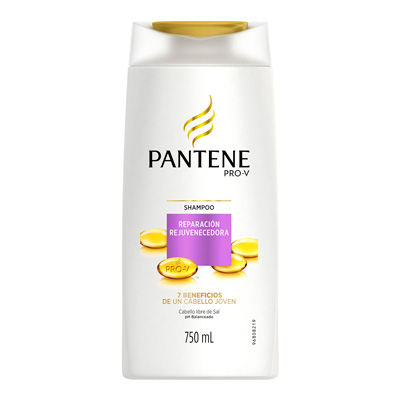 PANTENE
PRO-V
SHAMPOO
REPARACIÓN
REJUVENECEDORA
PRO-V
7 BENEFICIOS
DE UN CABELLO JOVEN
Cabello libre de Sal
pH Balanceado
750 mL
96808219